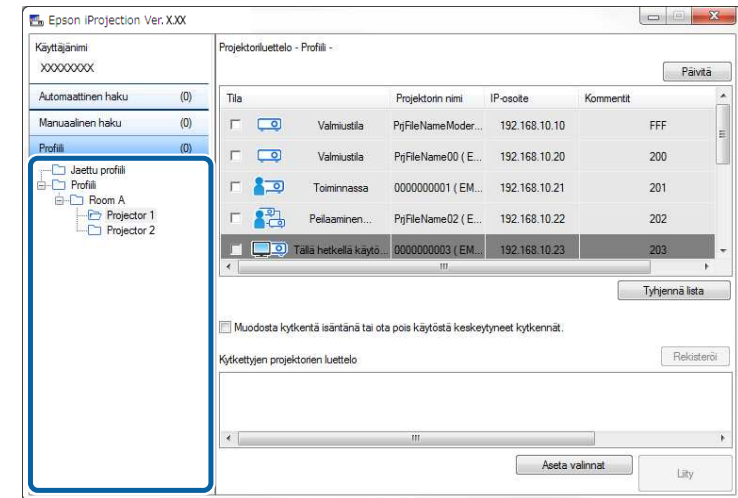 Epson iProjection Ver. X.XX
Käyttäjänimi
XXXXXXXX
Automaattinen haku (0)
Manuaalinen haku (0)
Profiili (0)
Jaettu profiili
Profiili
Room A
Projector 1
Projector 2
Projektoriluettelo - Profiili -
Päivitä
Tila Projektorin nimi IP-osoite Kommentit
Valmiustila PrjFileNameModer... 192.168.10.10 FFF
Valmiustila PrjFileName00 ( E... 192.168.10.20 200
Toiminnassa 0000000001 ( EM... 192.168.10.21 201
Peilaaminen... PrjFileName02 ( E... 192.168.10.22 202
Tällä hetkellä käytö... 0000000003 ( EM... 192.168.10.23 203
Tyhjennä lista
Muodosta kytkentä isäntänä tai ota pois käytöstä keskeytyneet kytkennät.
Kytkettyjen projektorien luettelo
Rekisteröi
Aseta valinnat
Liity